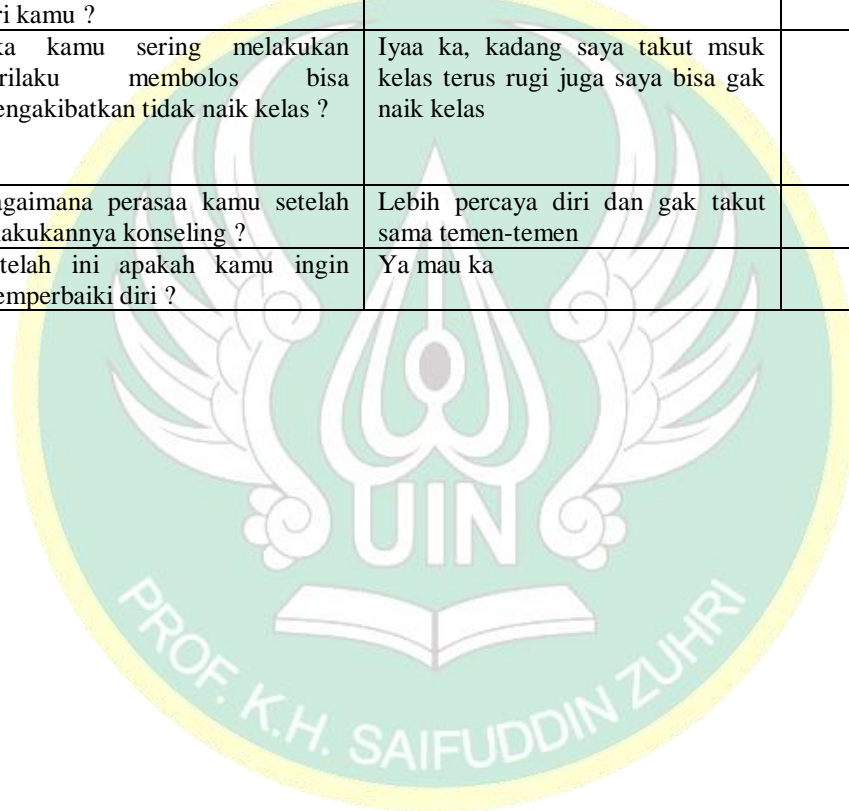 ri kamu ?
ka kamu sering melakukan
rilaku membolos bisa
engakibatkan tidak naik kelas ?
Iyaa ka, kadang saya takut msuk
kelas terus rugi juga saya bisa gak
naik kelas
agaimana perasaa kamu setelah
lakukannya konseling ?
Lebih percaya diri dan gak takut
sama temen-temen
telah ini apakah kamu ingin
emperbaiki diri ?
Ya mau ka
UIN
PROF. K.H. SAIFUDDIN ZUHRI